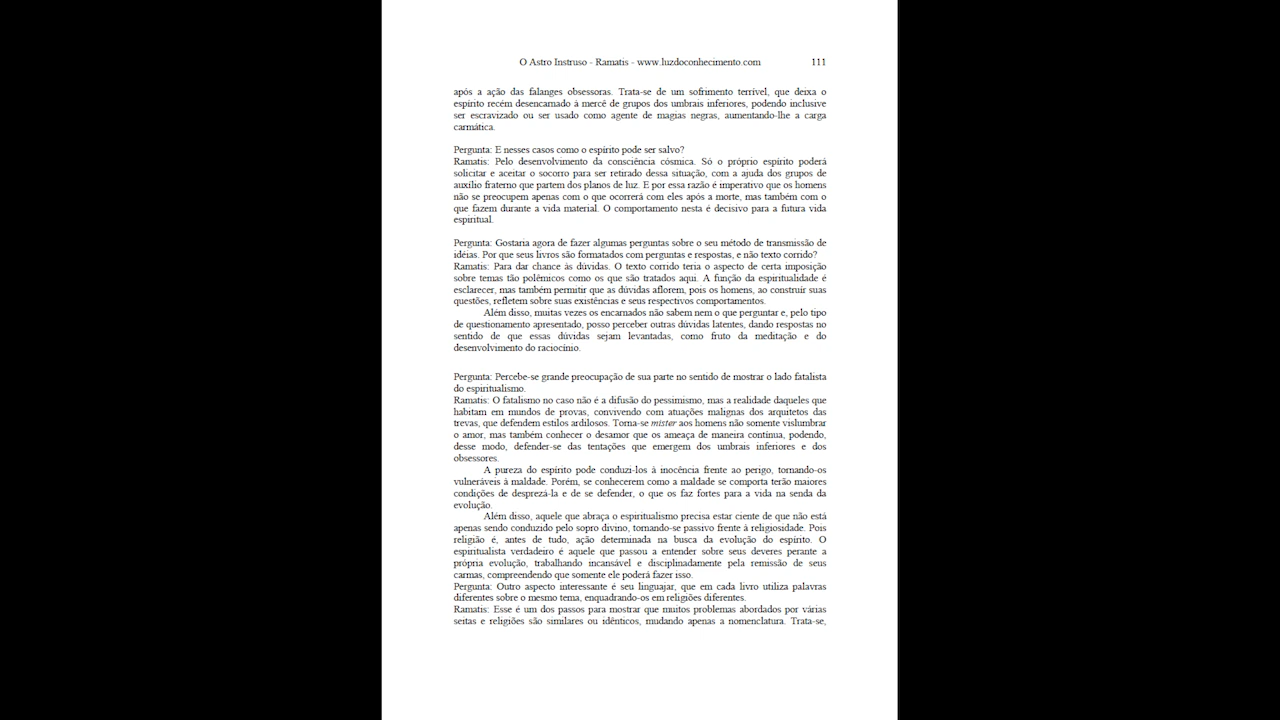 O Astro Instruso - Ramatis - www.luzdoconhecimento.com 111
após a ação das falanges obsessoras. Trata-se de um sofrimento terrível, que deixa o
espírito recém desencarnado à mercê de grupos dos umbrais inferiores, podendo inclusive
ser escravizado ou ser usado como agente de magias negras, aumentando-lhe a carga
carmática.
Pergunta: E nesses casos como o espírito pode ser salvo?
Ramatis: Pelo desenvolvimento da consciência cósmica. Só o próprio espírito poderá
solicitar e aceitar o socorro para ser retirado dessa situação, com a ajuda dos grupos de
auxílio fraterno que partem dos planos de luz. E por essa razão é imperativo que os homens
não se preocupem apenas com o que ocorrerá com eles após a morte, mas também com o
que fazem durante a vida material. O comportamento nesta é decisivo para a futura vida
espiritual.
Pergunta: Gostaria agora de fazer algumas perguntas sobre o seu método de transmissão de
idéias. Por que seus livros são formatados com perguntas e respostas, e não texto corrido?
Ramatis: Para dar chance às dúvidas. O texto corrido teria o aspecto de certa imposição
sobre temas tão polêmicos como os que são tratados aqui. A função da espiritualidade é
esclarecer, mas também permitir que as dúvidas aflorem, pois os homens, ao construir suas
questões, refletem sobre suas existências e seus respectivos comportamentos.
Além disso, muitas vezes os encarnados não sabem nem o que perguntar e, pelo tipo
de questionamento apresentado, posso perceber outras dúvidas latentes, dando respostas no
sentido de que essas dúvidas sejam levantadas, como fruto da meditação e do
desenvolvimento do raciocínio.
Pergunta: Percebe-se grande preocupação de sua parte no sentido de mostrar o lado fatalista
do espiritualismo.
Ramatis: O fatalismo no caso não é a difusão do pessimismo, mas a realidade daqueles que
habitam em mundos de provas, convivendo com atuações malignas dos arquitetos das
trevas, que defendem estilos ardilosos. Torna-se mister aos homens não somente vislumbrar
o amor, mas também conhecer o desamor que os ameaça de maneira contínua, podendo,
desse modo, defender-se das tentações que emergem dos umbrais inferiores e dos
obsessores.
A pureza do espírito pode conduzi-los à inocência frente ao perigo, tornando-os
vulneráveis à maldade. Porém, se conhecerem como a maldade se comporta terão maiores
condições de desprezá-la e de se defender, o que os faz fortes para a vida na senda da
evolução.
Além disso, aquele que abraça o espiritualismo precisa estar ciente de que não está
apenas sendo conduzido pelo sopro divino, tornando-se passivo frente à religiosidade. Pois
religião é, antes de tudo, ação determinada na busca da evolução do espírito. O
espiritualista verdadeiro é aquele que passou a entender sobre seus deveres perante a
própria evolução, trabalhando incansável e disciplinadamente pela remissão de seus
carmas, compreendendo que somente ele poderá fazer isso.
Pergunta: Outro aspecto interessante é seu linguajar, que em cada livro utiliza palavras
diferentes sobre o mesmo tema, enquadrando-os em religiões diferentes.
Ramatis: Esse é um dos passos para mostrar que muitos problemas abordados por várias
seitas e religiões são similares ou idênticos, mudando apenas a nomenclatura. Trata-se,